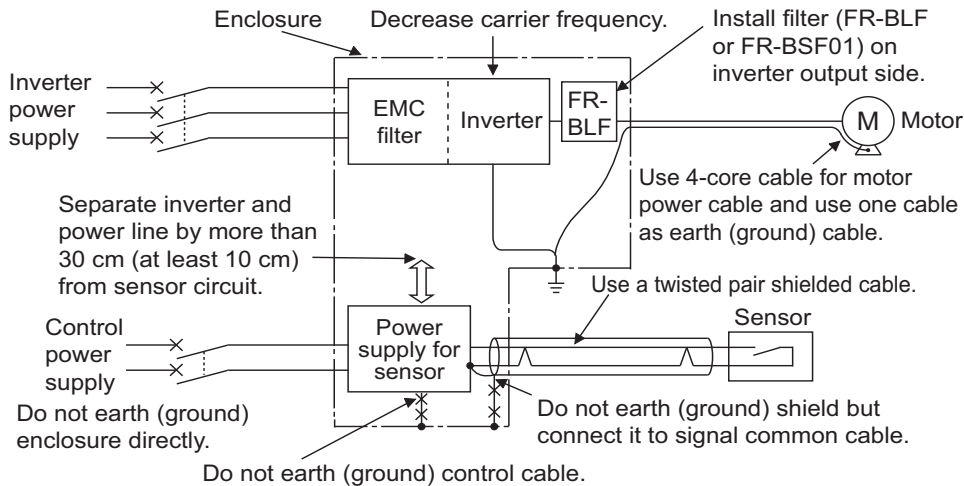 Enclosure
Decrease carrier frequency.
Install filter (FR-BLF
or FR-BSF01) on
inverter output side.
Inverter
power
supply
EMC
filter
Inverter
FR-
BLF
M
Motor
Use 4-core cable for motor
power cable and use one cable
as earth (ground) cable.
Separate inverter and
power line by more than
30 cm (at least 10 cm)
from sensor circuit.
Use a twisted pair shielded cable.
Sensor
Control
power
supply
Power
supply for
sensor
Do not earth (ground)
enclosure directly.
Do not earth (ground) shield but
connect it to signal common cable.
Do not earth (ground) control cable.